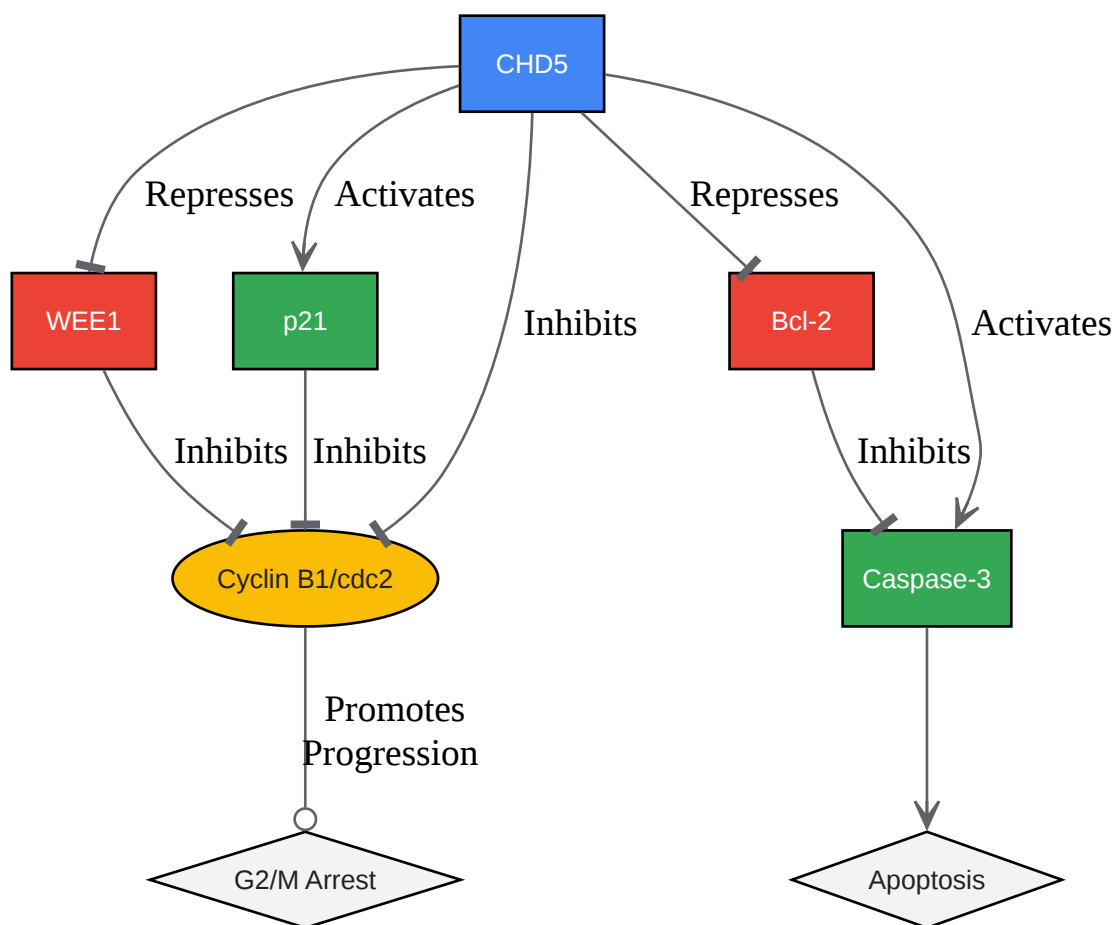 CHD5
Represses
Activates
Represses
WEE1
p21
Inhibits
Bcl-2
Activates
Inhibits
Inhibits
Inhibits
Cyclin B1/cdc2
Caspase-3
Promotes
Progression
G2/M Arrest
Apoptosis